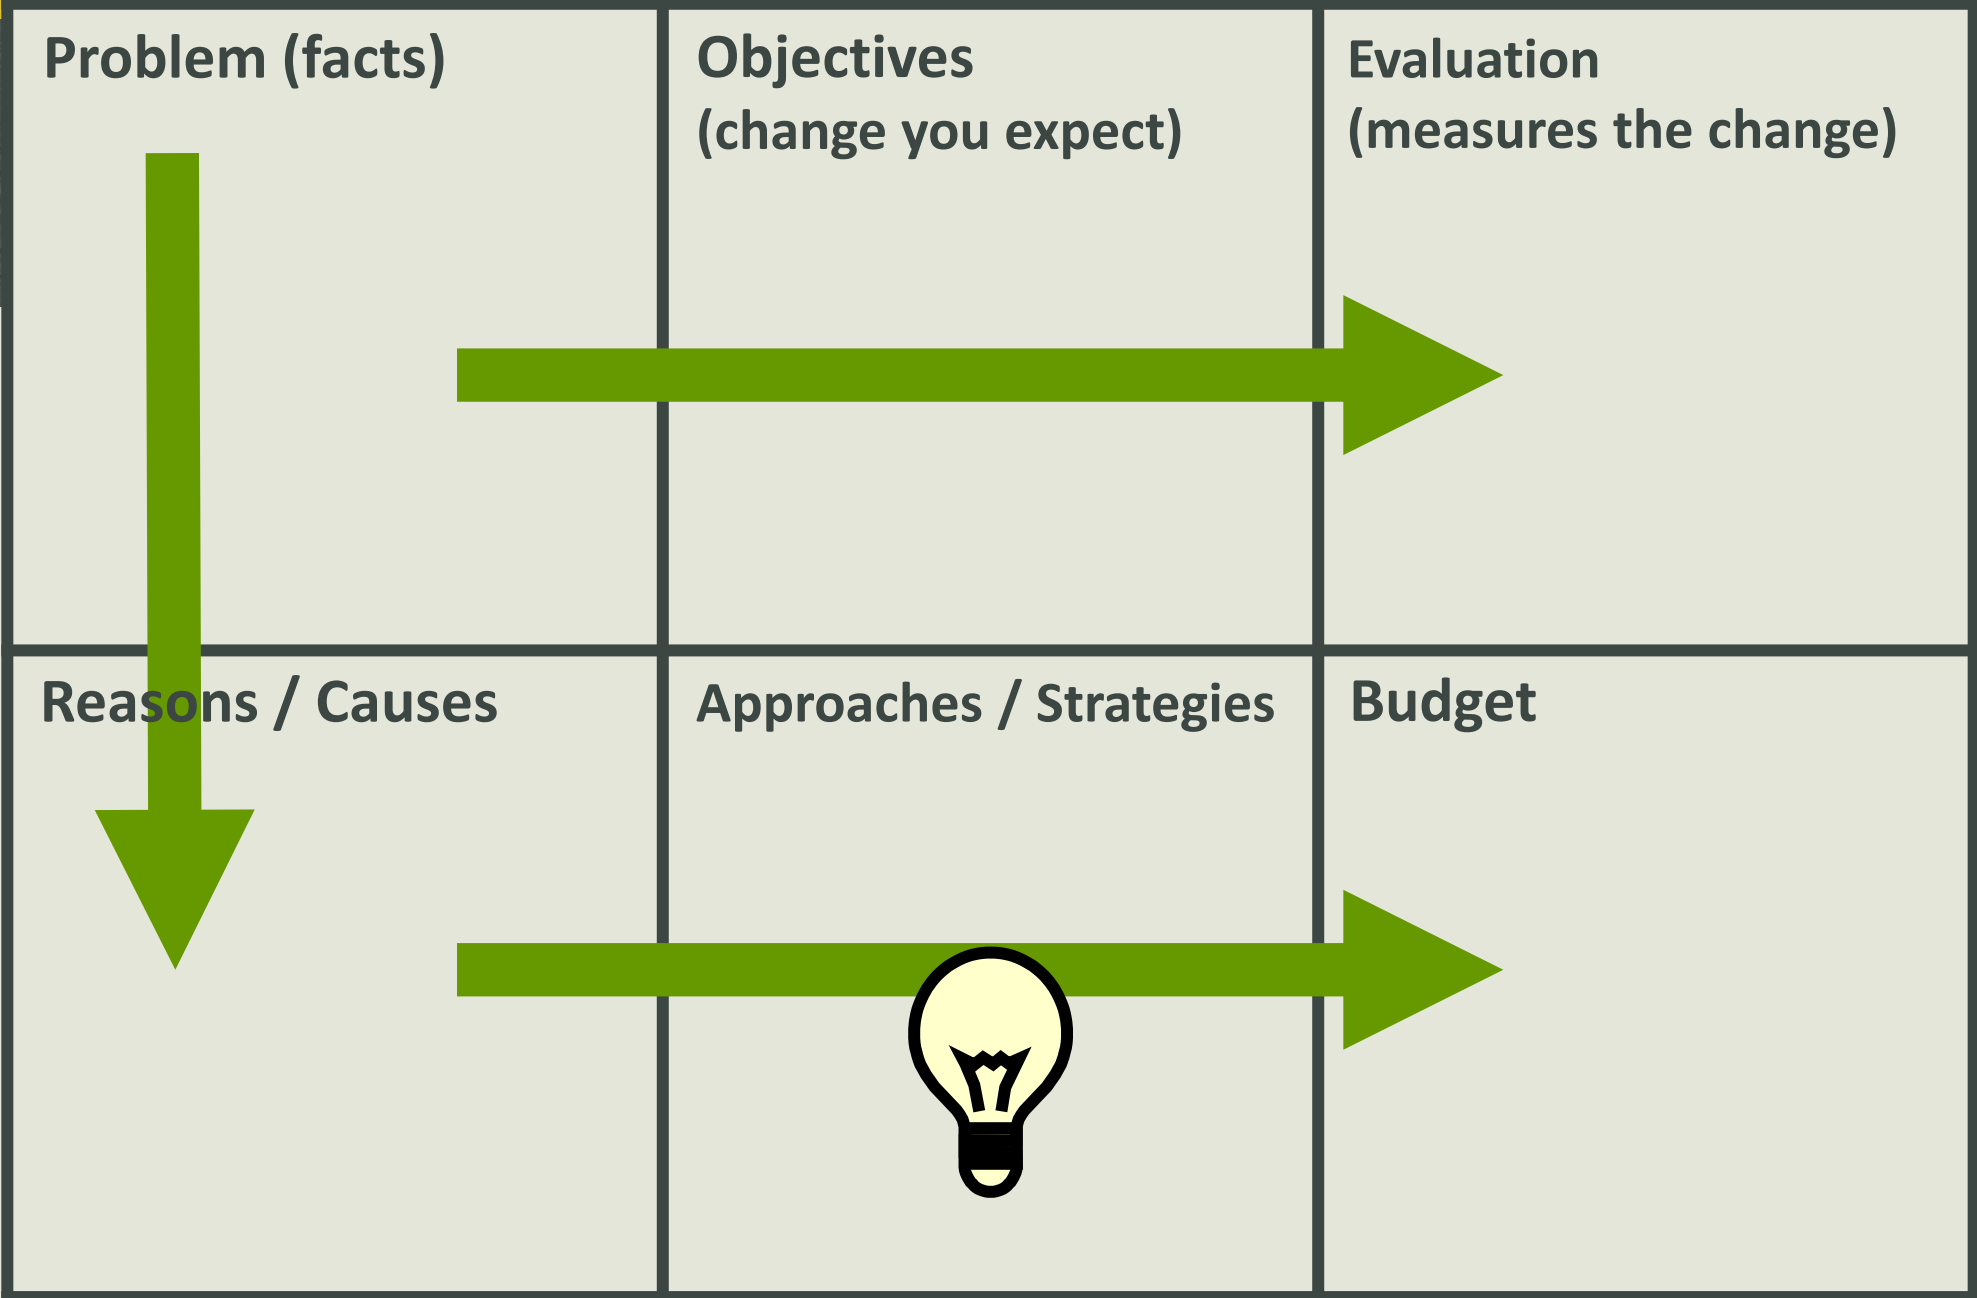 Problem (facts)
Objectives
(change you expect)
Evaluation
(measures the change)
Reasons / Causes
Approaches / Strategies
Budget